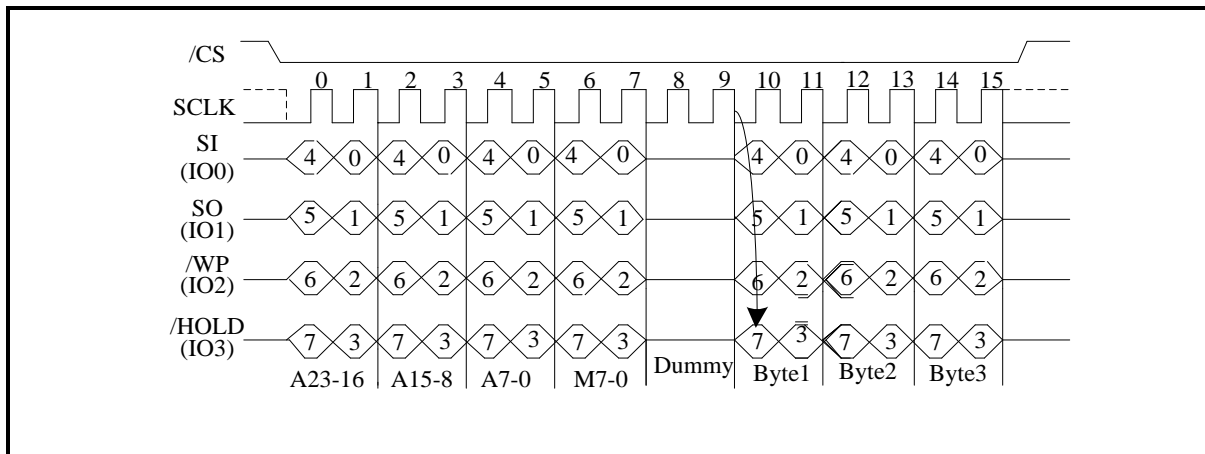 /CS
0 1 2 3 4 5 6 7 8 9 10 11 12 13 14 15
SCLK
SI
(IO0)
4 0 4 0 4 0 4 0 4 0 4 0 4 0
SO
(IO1)
5 1 5 1 5 1 5 1 5 1 5 1 5 1
/WP
(IO2)
6 2 6 2 6 2 6 2 6 2 6 2 6 2
/HOLD
(IO3)
7 3 7 3 7 3 7 3 7 3 7 3 7 3
A23-16 A15-8 A7-0 M7-0 Dummy Byte1 Byte2 Byte3